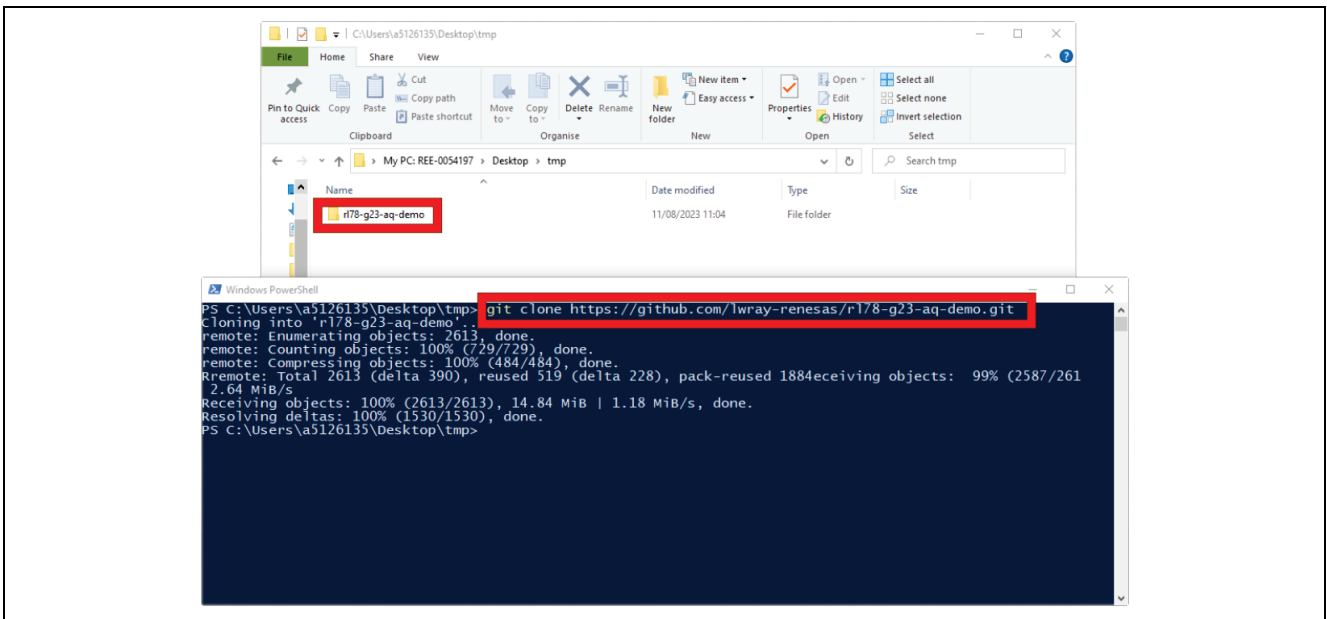 C:\Users\a5126135\Desktop\tmp
File Home Share View
Pin to Quick access
Copy
Paste
Cut
Copy path
Paste shortcut
Clipboard
Move to
Copy to
Delete
Rename
Organise
New folder
New item
Easy access
New
Properties
Open
Edit
History
Open
Select all
Select none
Invert selection
Select
My PC: REE-0054197 > Desktop > tmp
Search tmp
Name Date modified Type Size
rl78-g23-aq-demo 11/08/2023 11:04 File folder
Windows PowerShell
PS C:\Users\a5126135\Desktop\tmp> git clone https://github.com/lwray-renesas/rl78-g23-aq-demo.git
Cloning into 'rl78-g23-aq-demo'...
remote: Enumerating objects: 2613, done.
remote: Counting objects: 100% (729/729), done.
remote: Compressing objects: 100% (484/484), done.
Rremote: Total 2613 (delta 390), reused 519 (delta 228), pack-reused 1884eceiving objects:  99% (2587/261
2.64 MiB/s
Receiving objects: 100% (2613/2613), 14.84 MiB | 1.18 MiB/s, done.
Resolving deltas: 100% (1530/1530), done.
PS C:\Users\a5126135\Desktop\tmp>